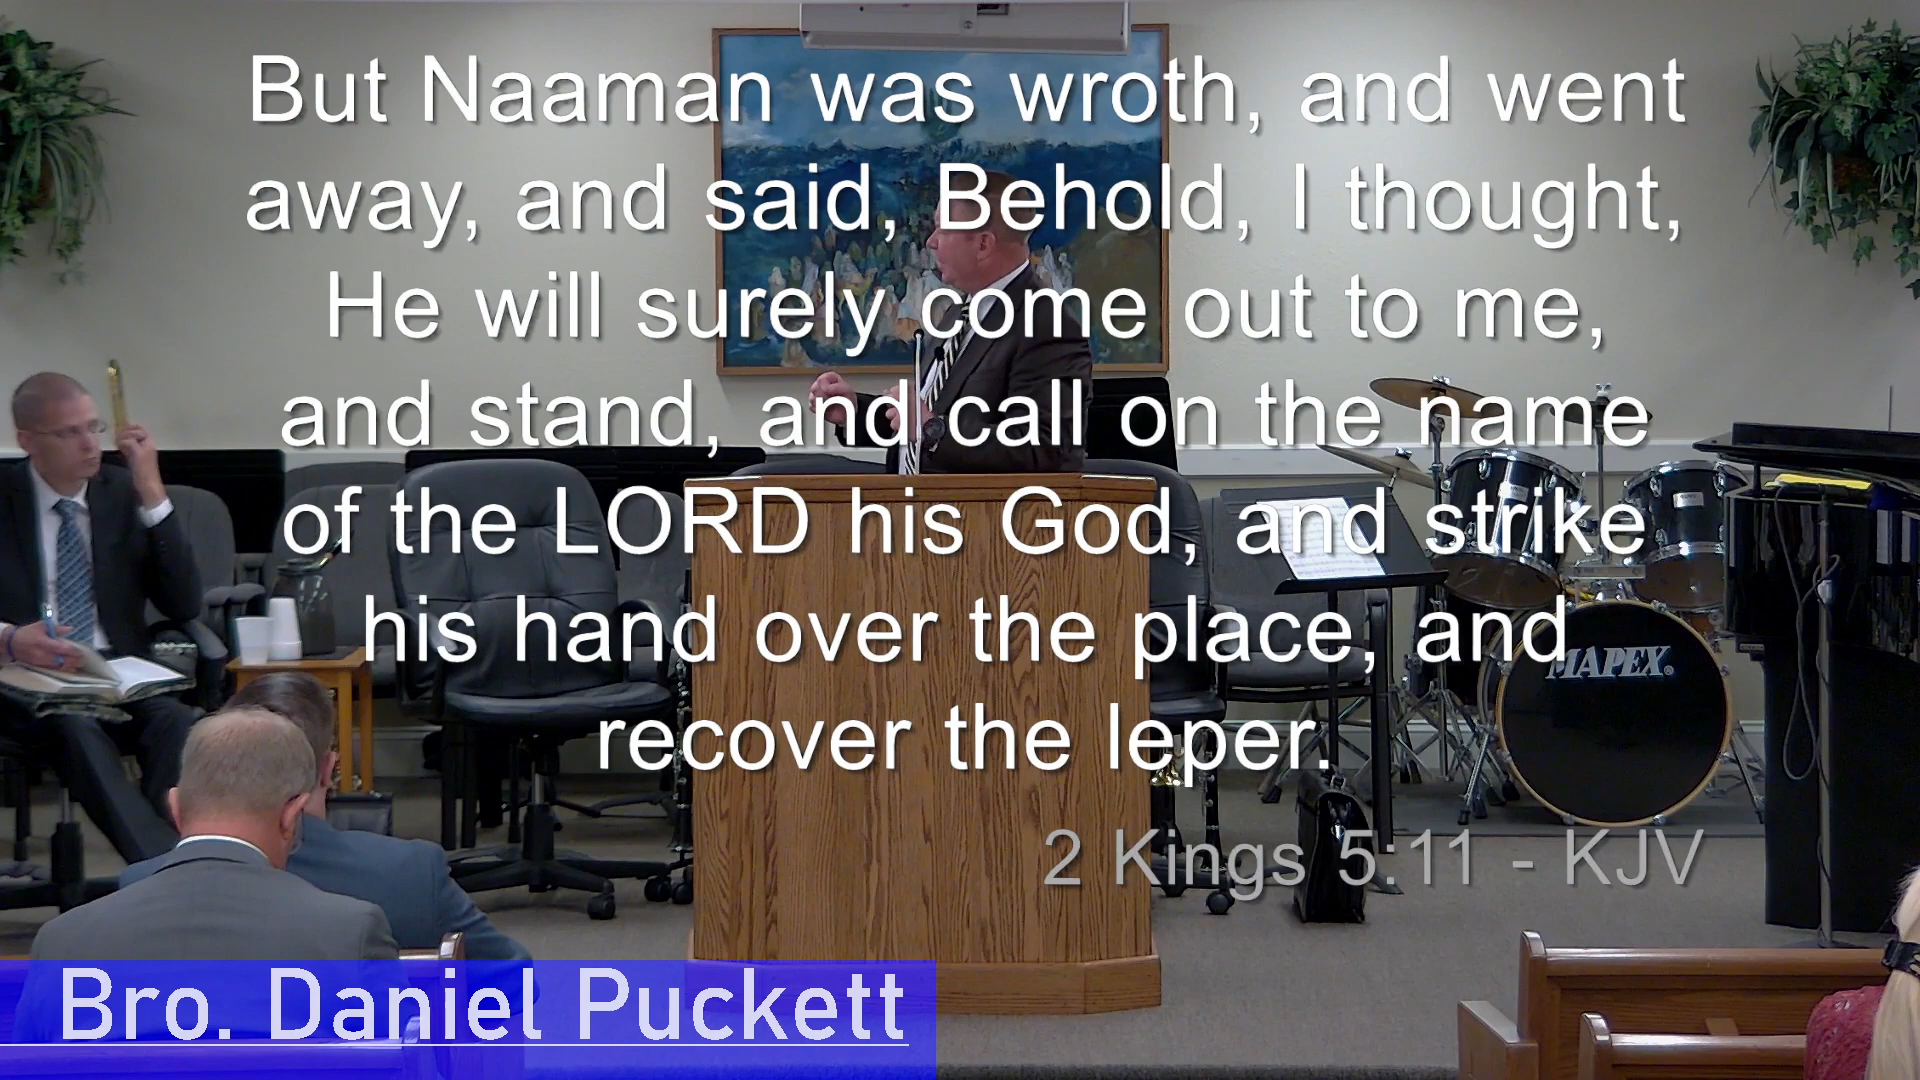 But Naaman was wroth, and went
away, and said, Behold, I thought,
He will surely come out to me,
and stand, and call on the name
of the LORD his God, and strike
his hand over the place, and
recover the leper.
2 Kings 5:11 - KJV
MAPEX
Bro. Daniel Puckett